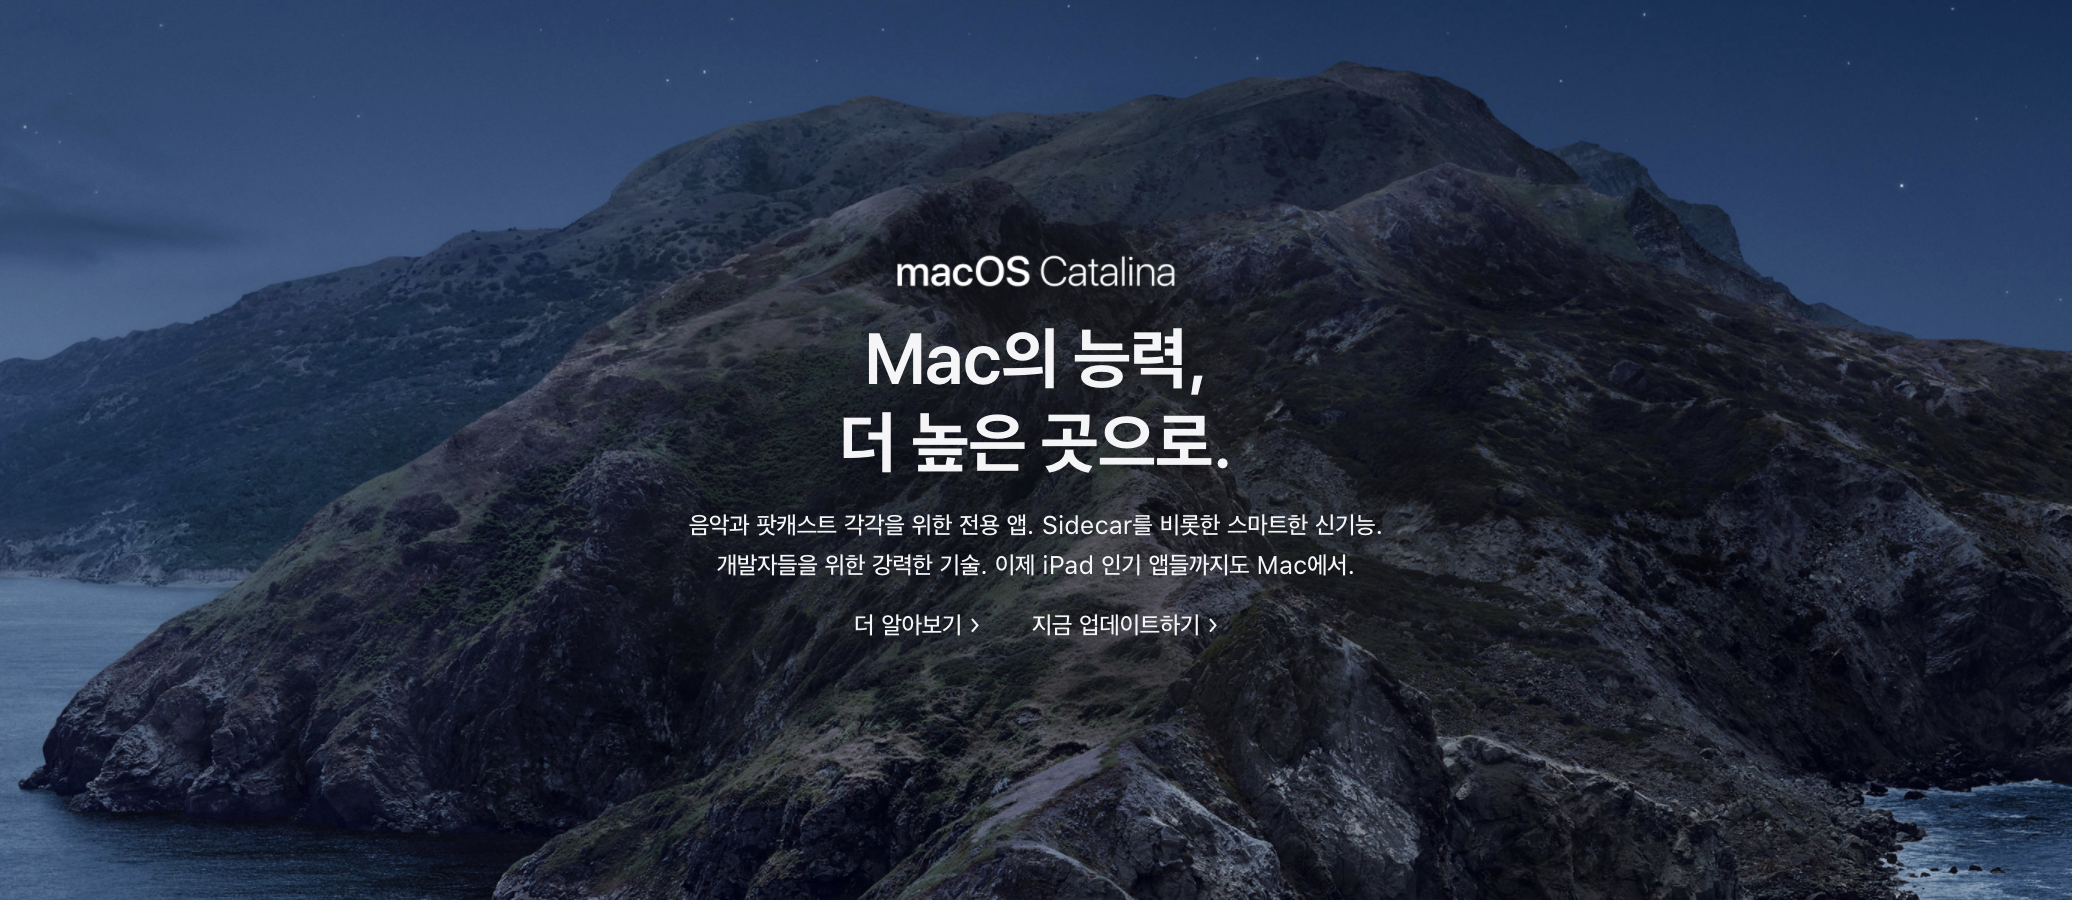 macOS Catalina
Mac의 능력,
더 높은 곳으로.
음악과 팟캐스트 각각을 위한 전용 앱. Sidecar를 비롯한 스마트한 신기능.
개발자들을 위한 강력한 기술. 이제 iPad 인기 앱들까지도 Mac에서.
더 알아보기 > 지금 업데이트하기 >